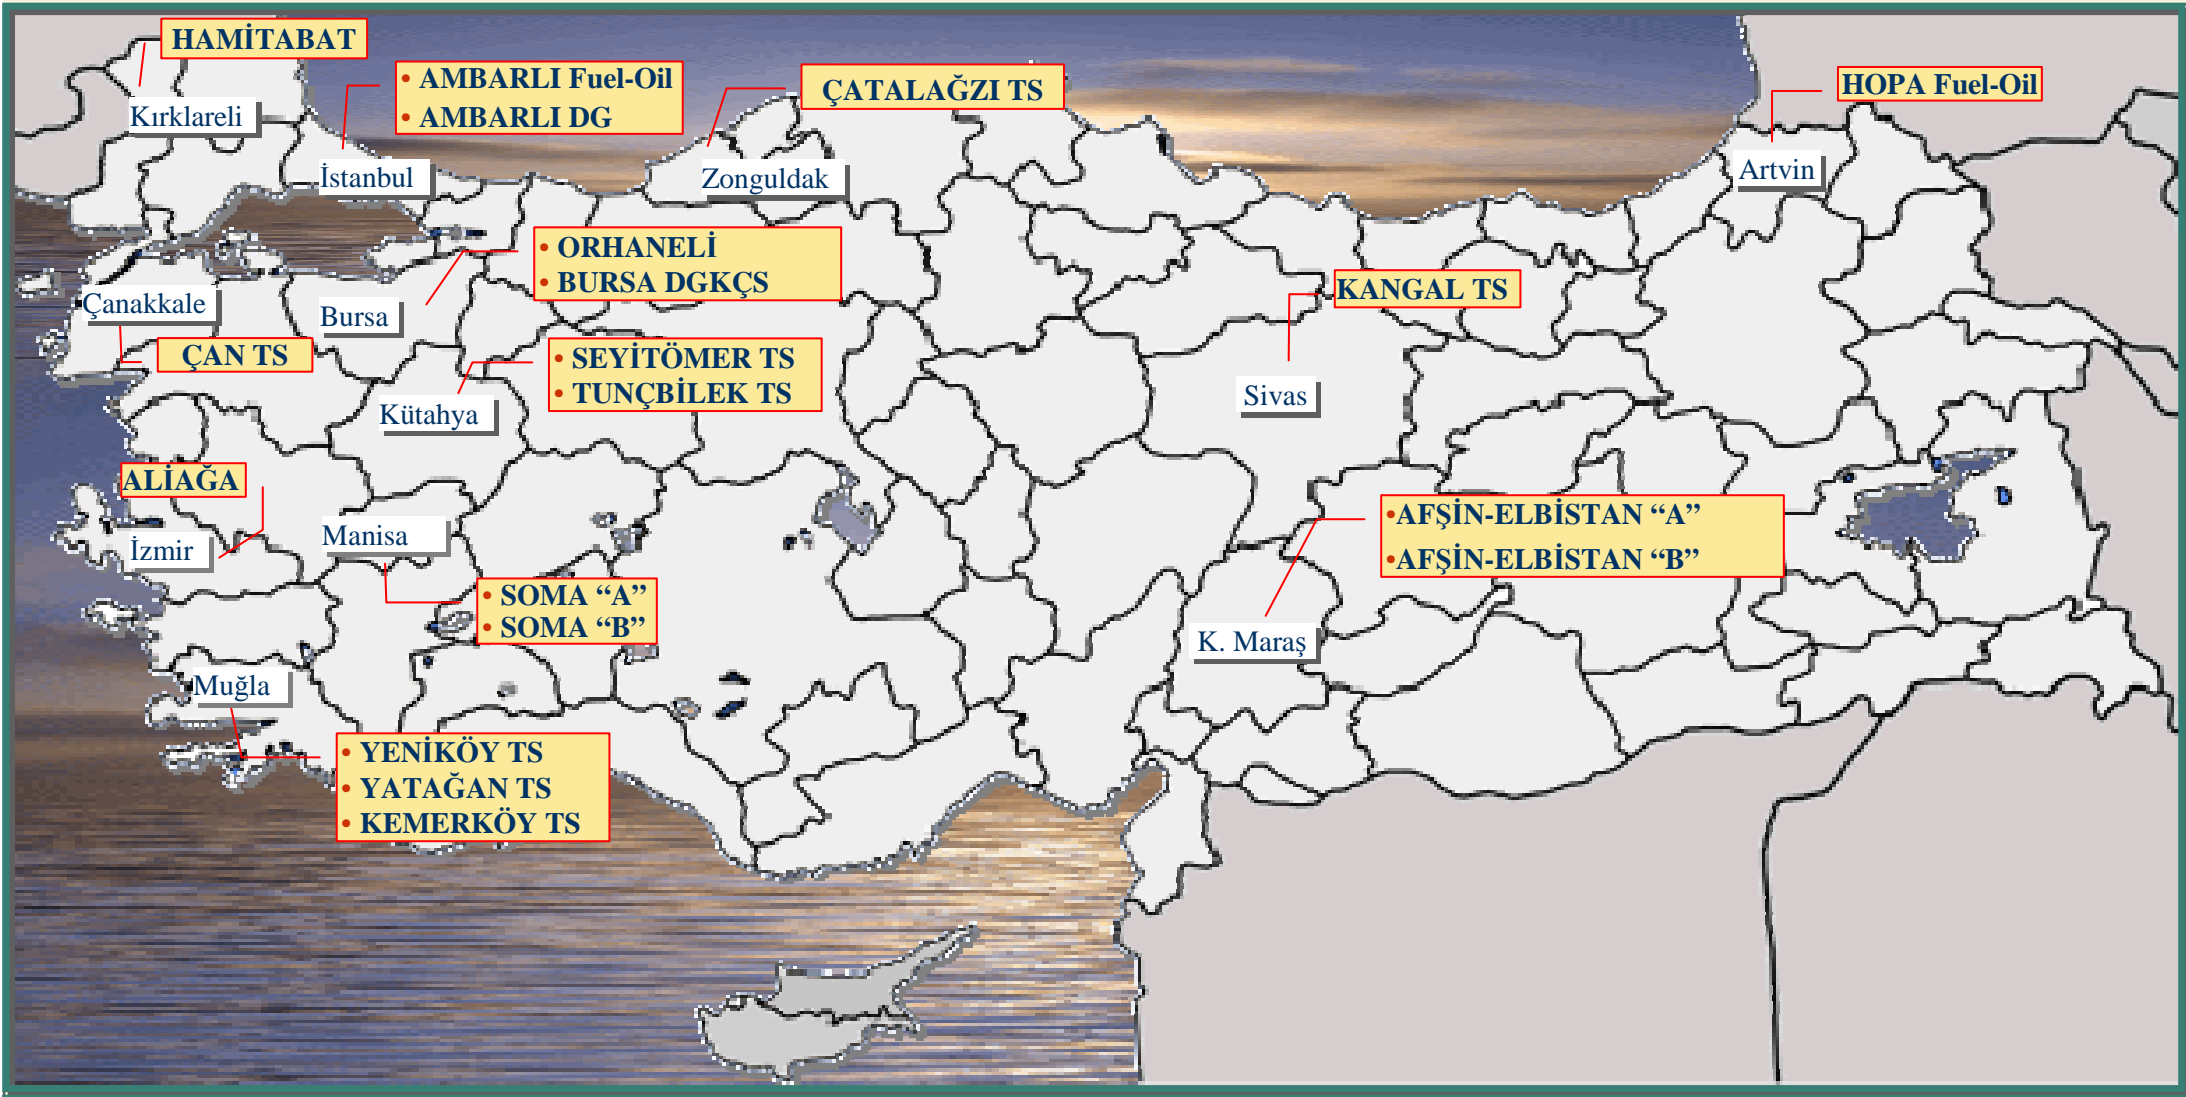 HAMİTABAT
Kırklareli
• AMBARLI Fuel-Oil
• AMBARLI DG
İstanbul
ÇATALAĞZI TS
Zonguldak
HOPA Fuel-Oil
Artvin
• ORHANELİ
• BURSA DGKÇS
Bursa
KANGAL TS
Sivas
Çanakkale
ÇAN TS
• SEYİTÖMER TS
• TUNÇBİLEK TS
Kütahya
ALİAĞA
İzmir
Manisa
• SOMA “A”
• SOMA “B”
•AFŞİN-ELBİSTAN “A”
•AFŞİN-ELBİSTAN “B”
K. Maraş
Muğla
• YENİKÖY TS
• YATAĞAN TS
• KEMERKÖY TS